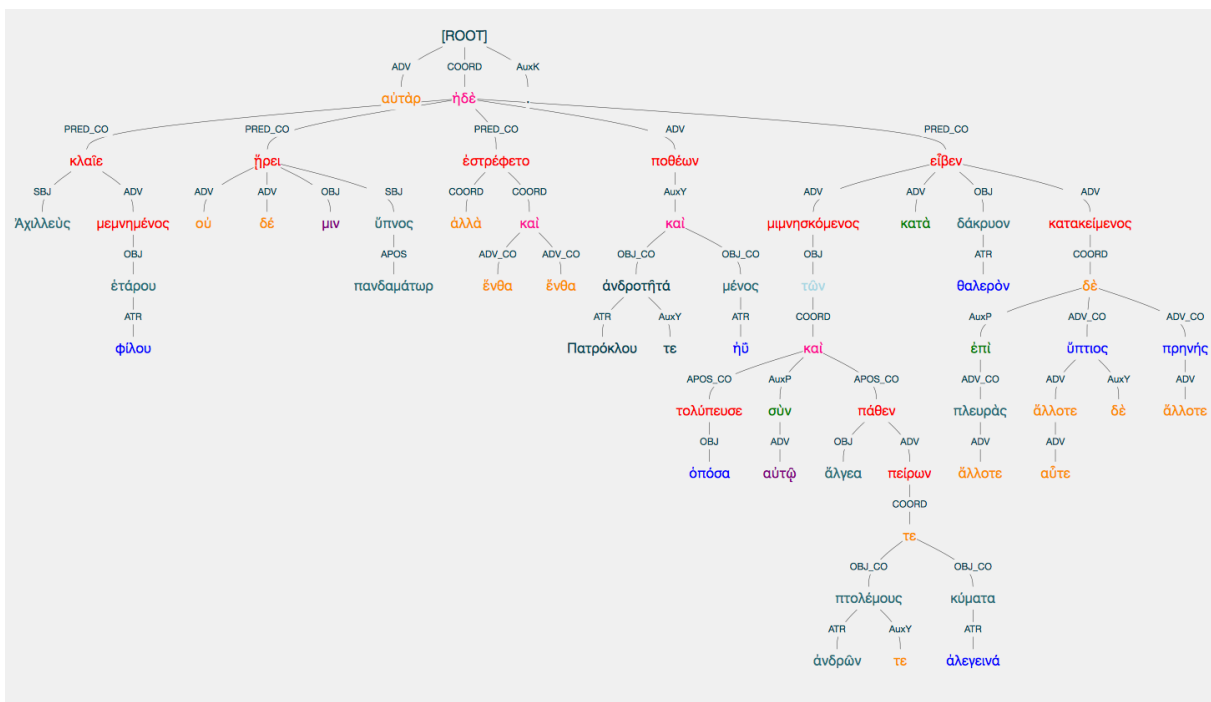 [ROOT]
ADV COORD AuxK
αὐτὰρ ἠδὲ .
PRED_CO PRED_CO PRED_CO ADV PRED_CO
κλαῖε ᾕρει ἐστρέφετο ποθέων εἶβεν
SBJ ADV ADV ADV OBJ SBJ COORD COORD AuxY ADV ADV OBJ ADV
Ἀχιλλεὺς μεμνημένος οὐ δέ μιν ὕπνος ἀλλὰ καὶ καὶ μιμνησκόμενος κατὰ δάκρυον κατακείμενος
OBJ APOS ADV_CO ADV_CO OBJ_CO OBJ_CO OBJ ATR COORD
ἑτάρου πανδαμάτωρ ἔνθα ἔνθα ἀνδροτῆτά μένος τῶν θαλερὸν δὲ
ATR ATR AuxY ATR COORD AuxP ADV_CO ADV_CO
φίλου Πατρόκλου τε ἠῢ καὶ ἐπὶ ὕπτιος πρηνής
APOS_CO AuxP APOS_CO ADV_CO ADV AuxY ADV
τολύπευσε σὺν πάθεν πλευρὰς ἄλλοτε δὲ ἄλλοτε
OBJ ADV OBJ ADV ADV ADV
ὁπόσα αὐτῷ ἄλγεα πείρων ἄλλοτε αὖτε
COORD
τε
OBJ_CO OBJ_CO
πτολέμους κύματα
ATR AuxY ATR
ἀνδρῶν τε ἀλεγεινά